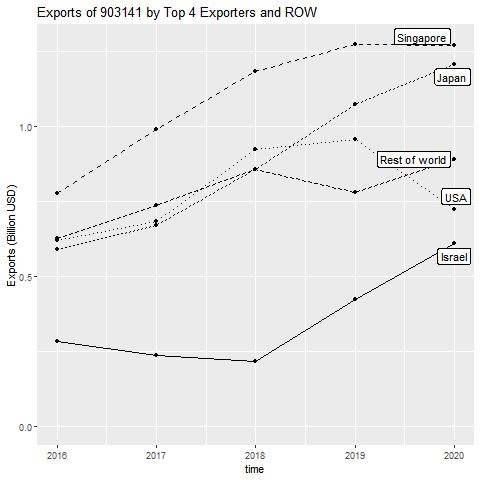 Exports of 903141 by Top 4 Exporters and ROW
Singapore
Japan
1.0
Rest of world
USA
Exports (Billion USD)
0.5
Israel
0.0
2016 2017 2018 2019 2020
time